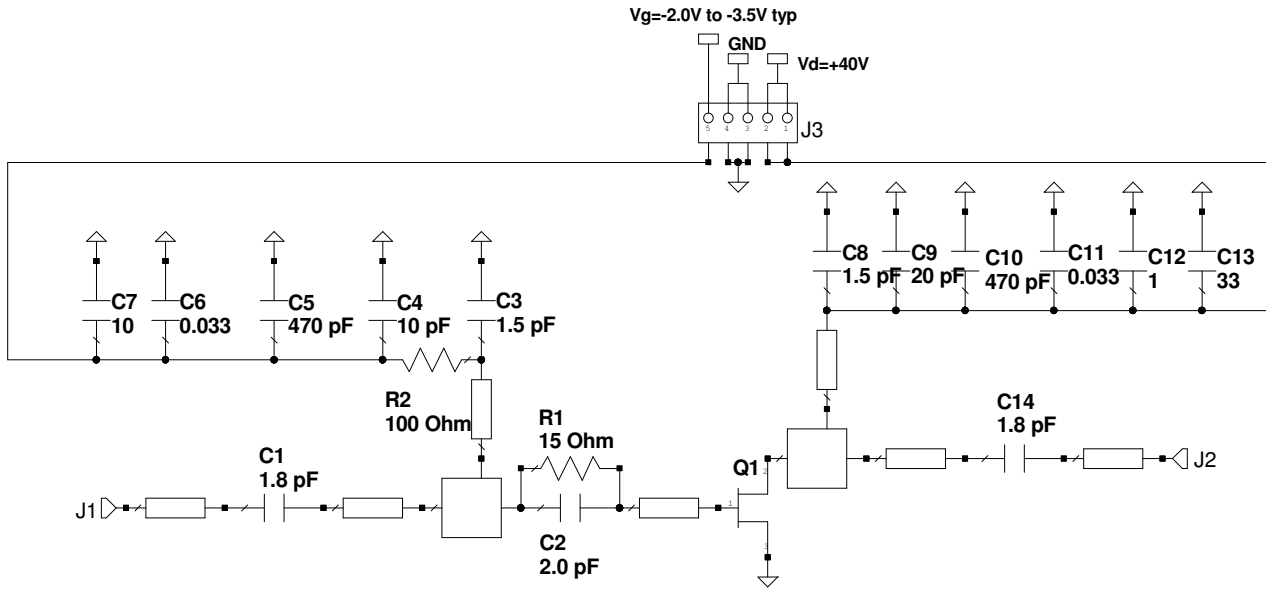 Vg=-2.0V to -3.5V typ
GND
Vd=+40V
5 4 3 2 1
J3
C7
10
C6
0.033
C5
470 pF
C4
10 pF
C3
1.5 pF
C8
1.5 pF
C9
20 pF
C10
470 pF
C11
0.033
C12
1
C13
33
R2
100 Ohm
R1
15 Ohm
C14
1.8 pF
C1
1.8 pF
Q1
2
J2
J1
1
C2
2.0 pF
3